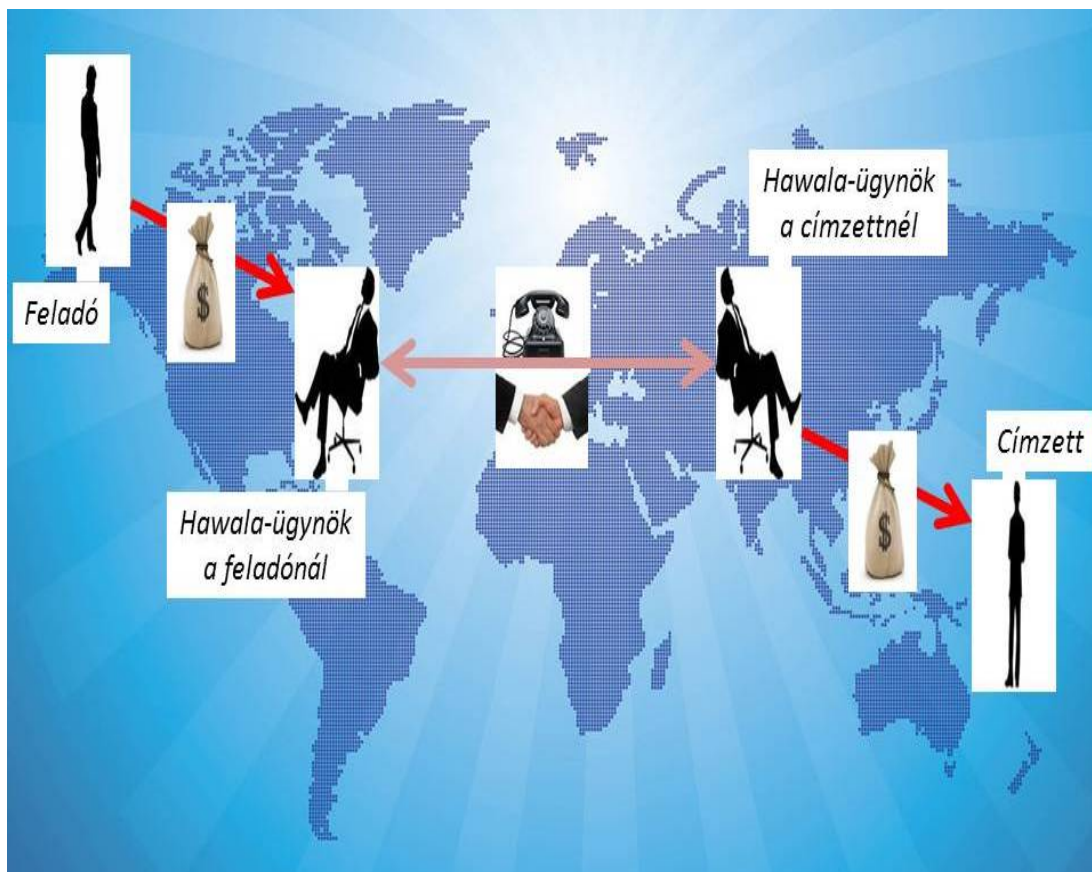 Feladó
$
Hawala-ügynök
a feladónál
Hawala-ügynök
a címzettnél
$
Címzett